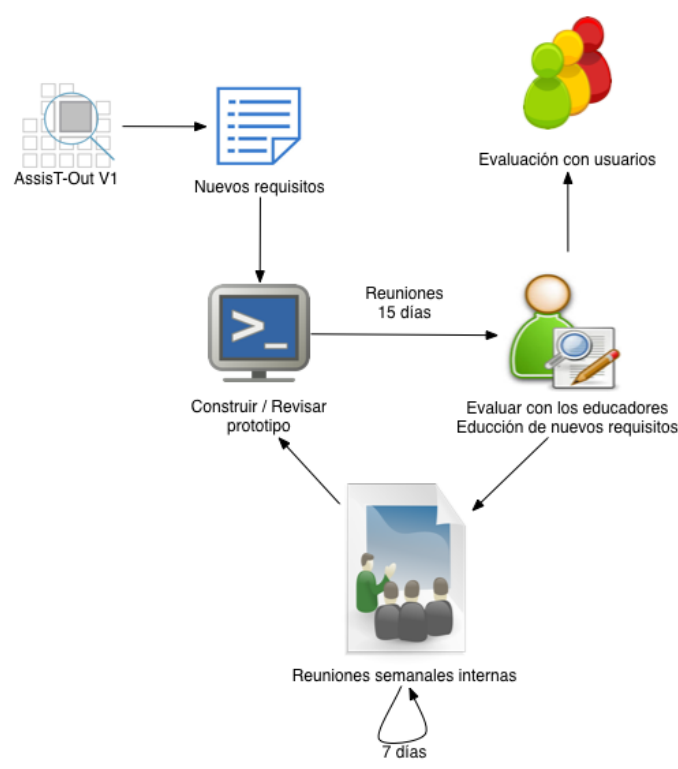 AssisT-Out V1
Nuevos requisitos
Evaluación con usuarios
Reuniones
15 días
Construir / Revisar
prototipo
Evaluar con los educadores
Educción de nuevos requisitos
Reuniones semanales internas
7 días